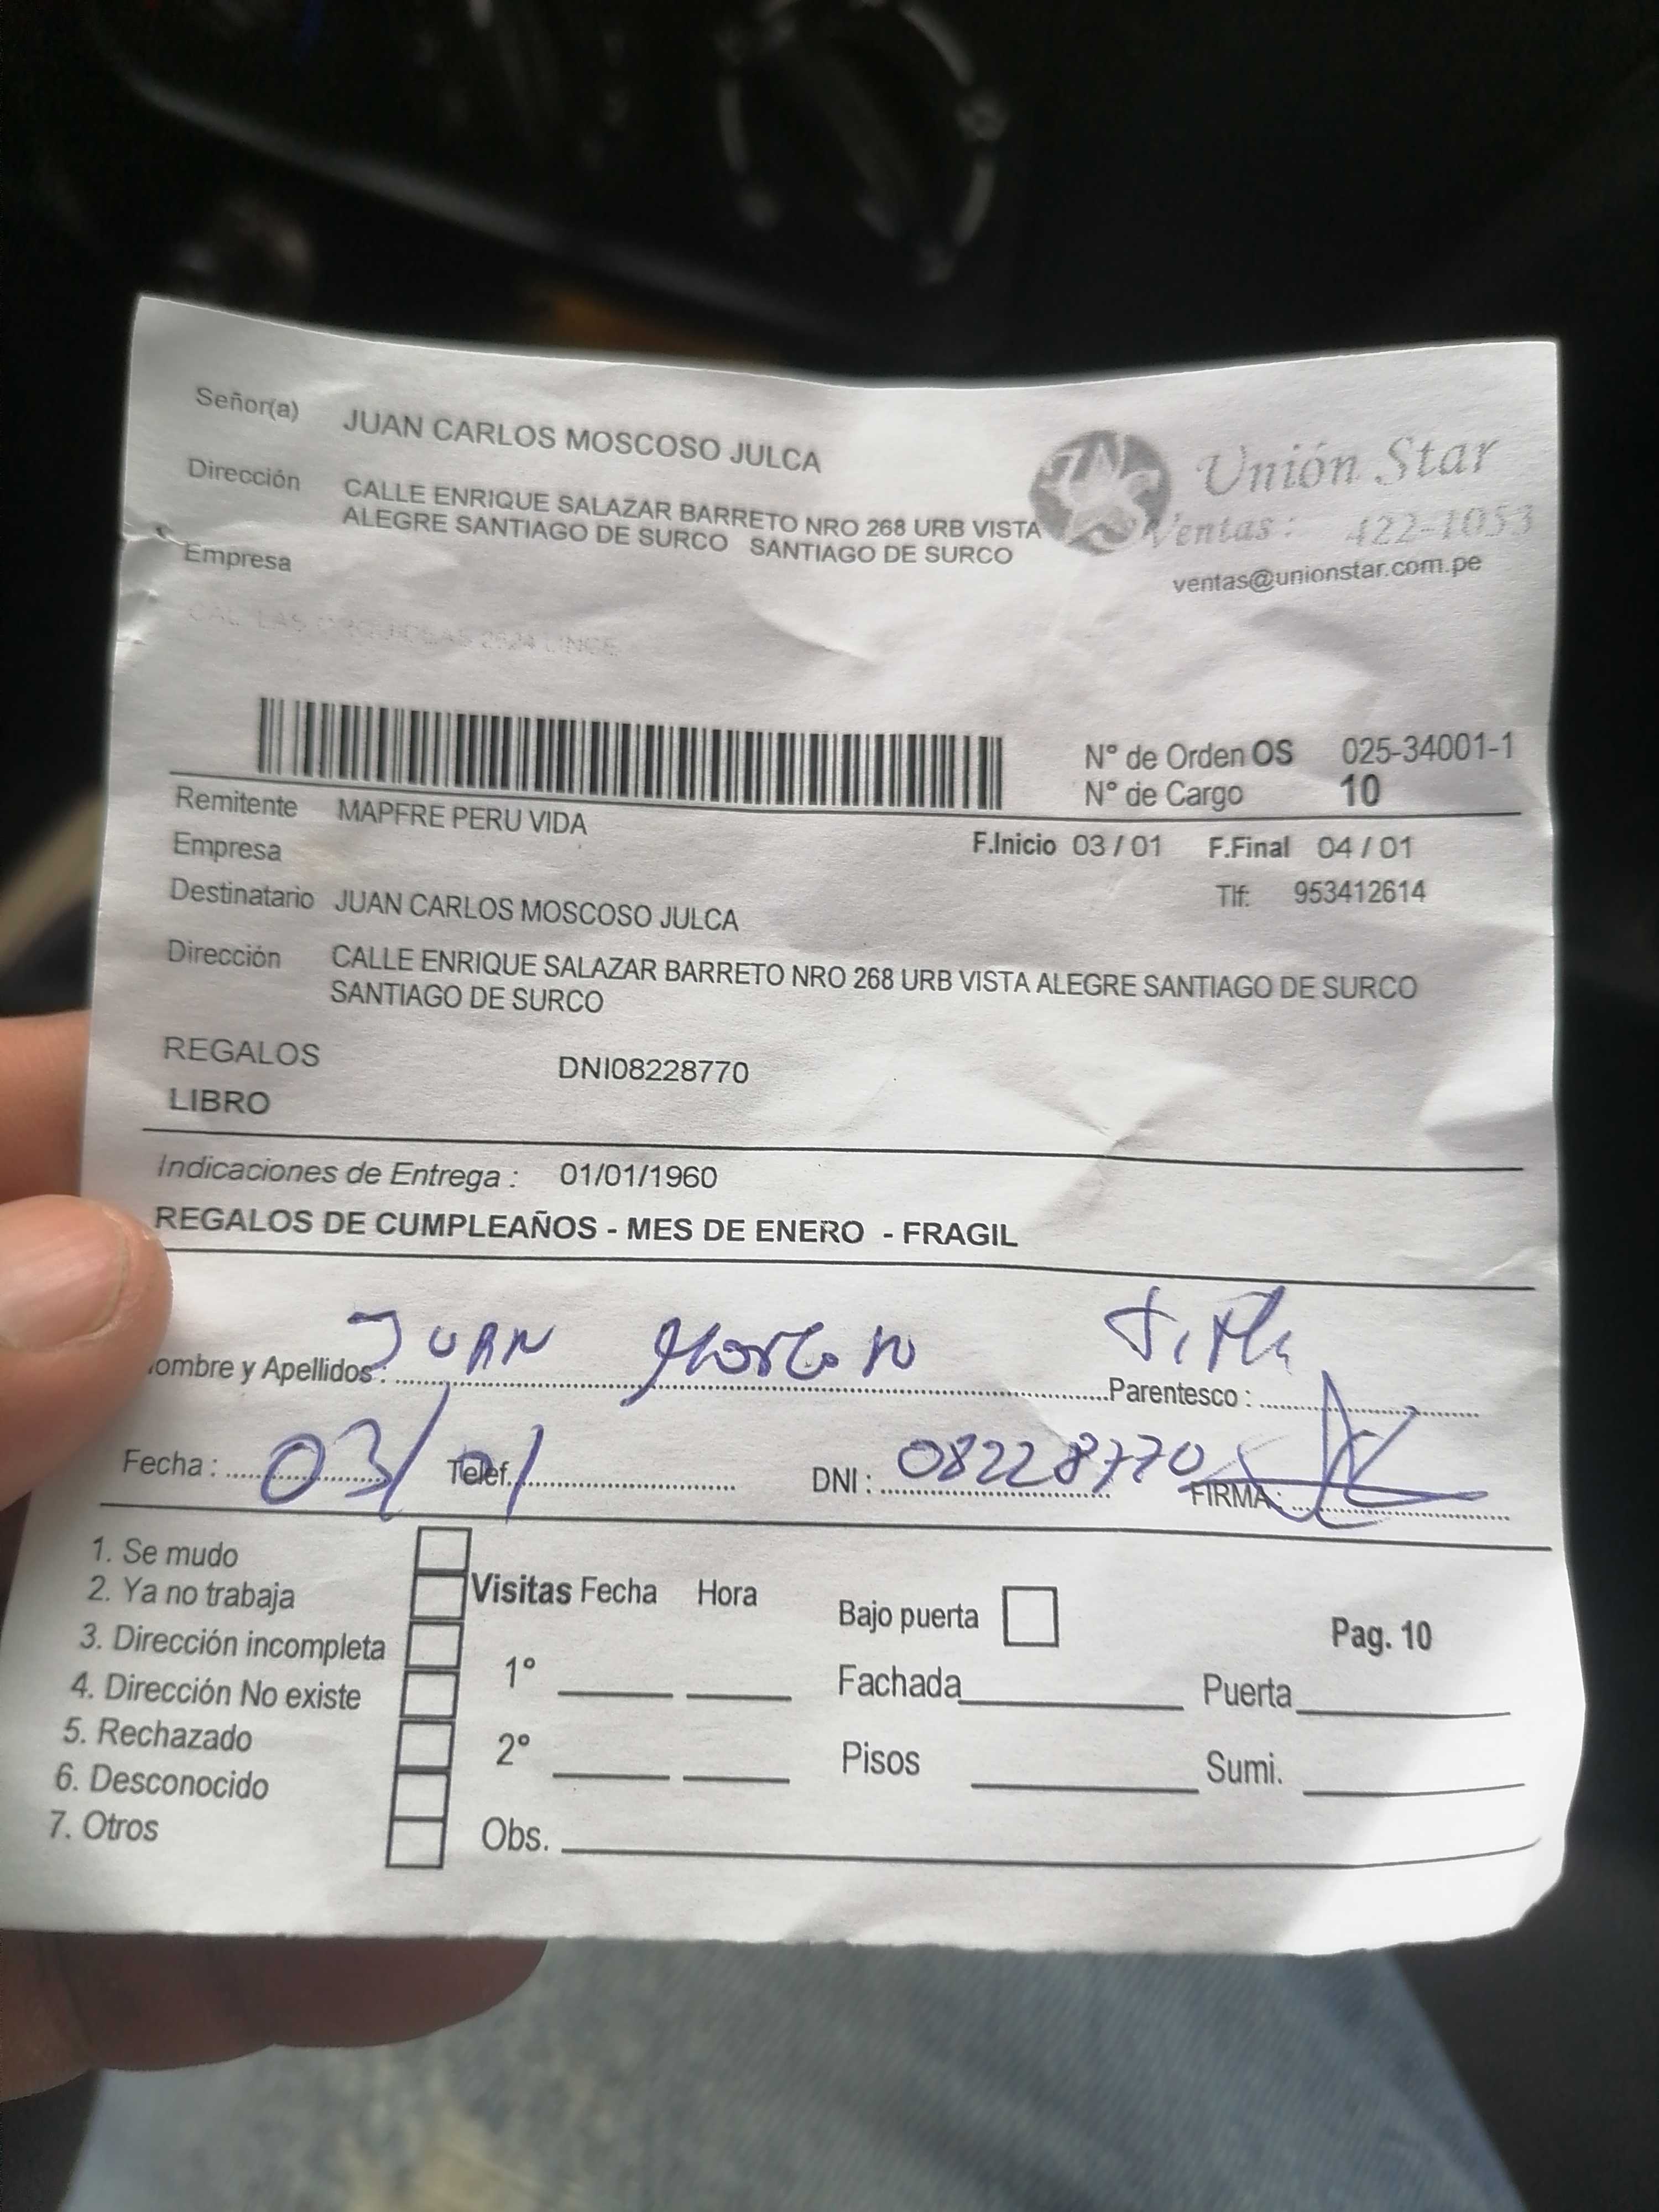 Señor(a) JUAN CARLOS MOSCOSO JULCA
Dirección CALLE ENRIQUE SALAZAR BARRETO NRO 268 URB VISTA
ALEGRE SANTIAGO DE SURCO SANTIAGO DE SURCO
Empresa
Unión Star
Ventas: 422-1053
ventas@unionstar.com.pe
N° de Orden OS 025-34001-1
N° de Cargo 10
Remitente MAPFRE PERU VIDA
Empresa F.Inicio 03 / 01 F.Final 04 / 01
Destinatario JUAN CARLOS MOSCOSO JULCA Tlf: 953412614
Dirección CALLE ENRIQUE SALAZAR BARRETO NRO 268 URB VISTA ALEGRE SANTIAGO DE SURCO
SANTIAGO DE SURCO
REGALOS DNI08228770
LIBRO
Indicaciones de Entrega : 01/01/1960
REGALOS DE CUMPLEAÑOS - MES DE ENERO - FRAGIL
ombre y Apellidos : JUAN Moscoso Parentesco :
Fecha : 03/01 Telef. DNI : 08228770 FIRMA :
1. Se mudo
2. Ya no trabaja
3. Dirección incompleta
4. Dirección No existe
5. Rechazado
6. Desconocido
7. Otros
Visitas Fecha Hora
1°
2°
Obs.
Bajo puerta Pag. 10
Fachada Puerta
Pisos Sumi.